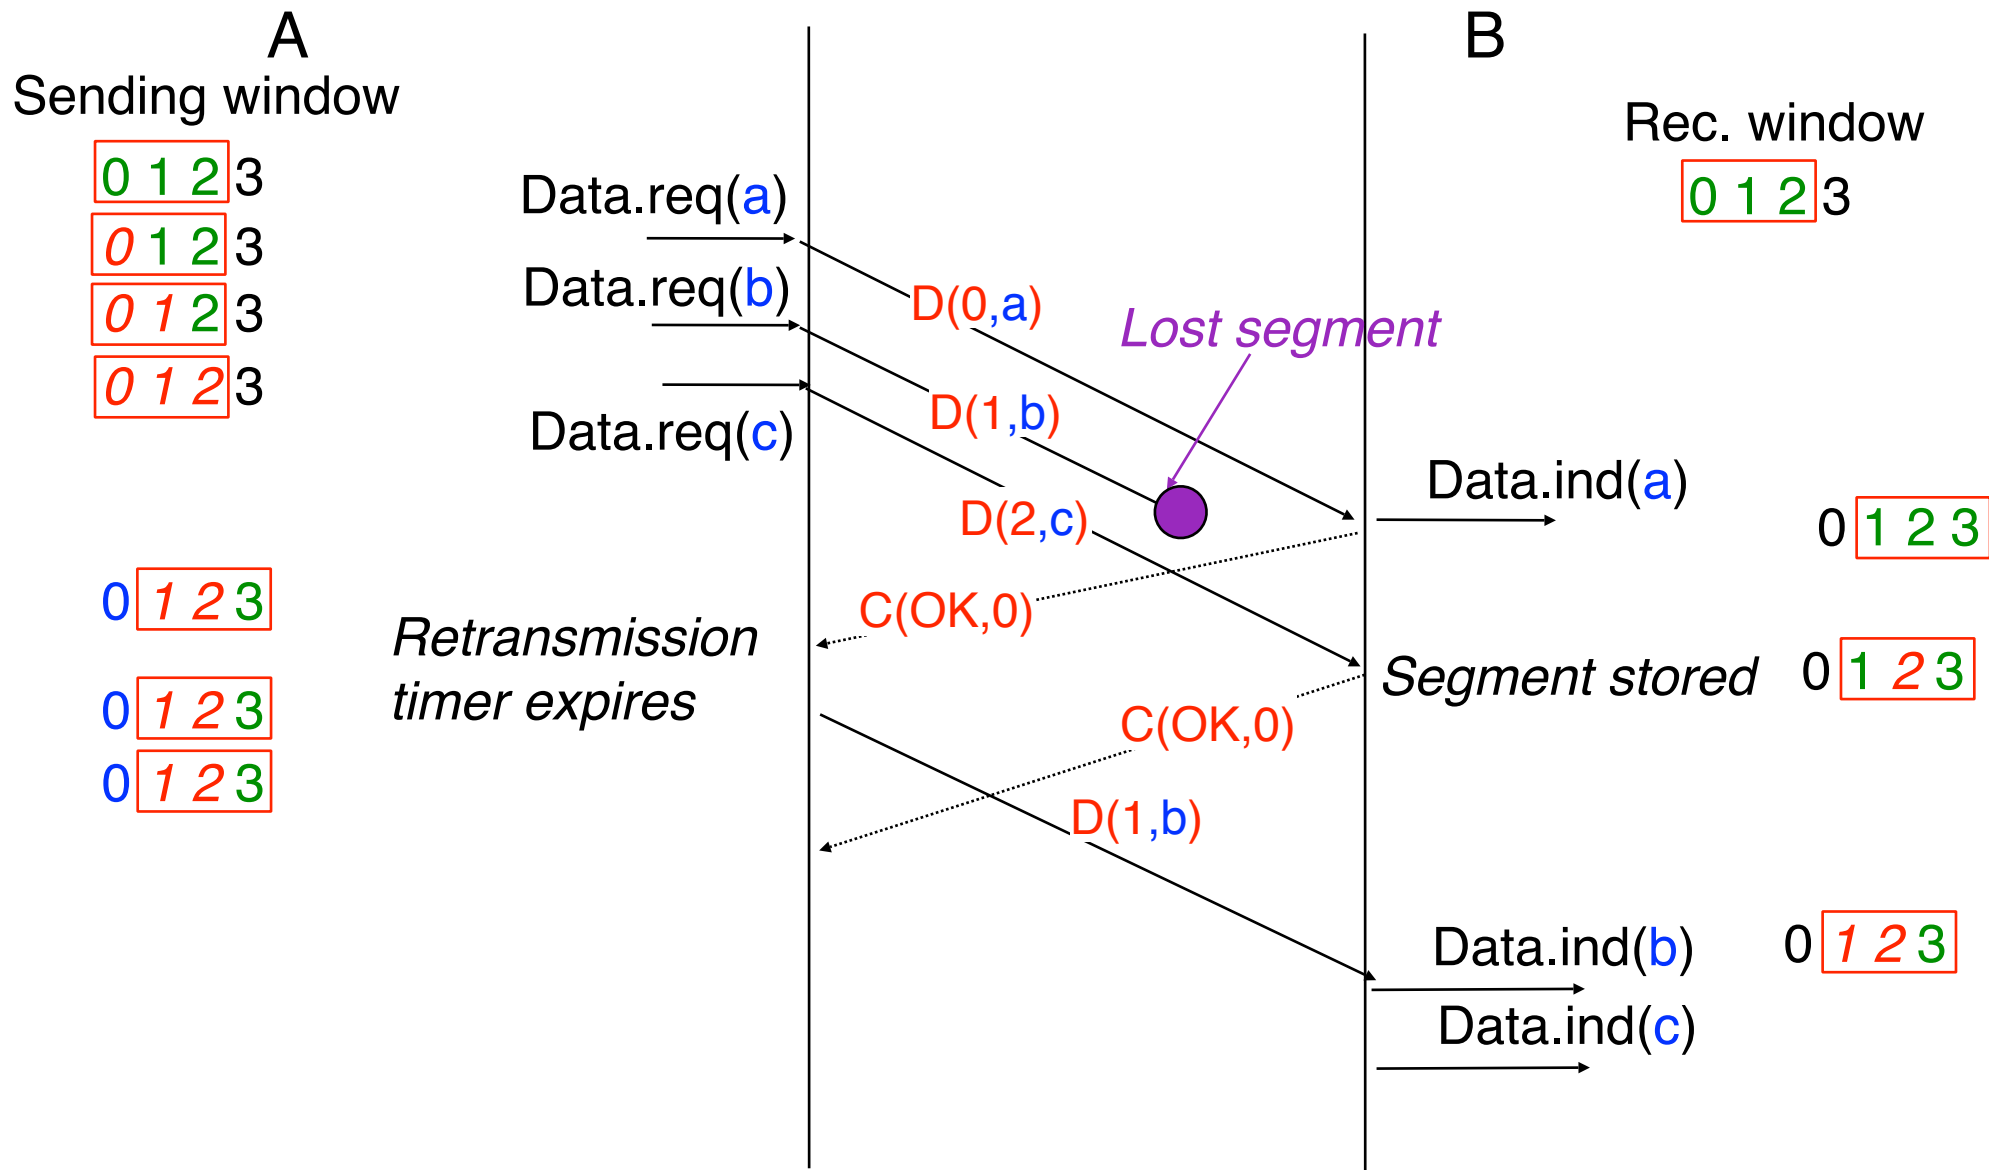 A
B
Sending window
Rec. window
0 1 2 3
0 1 2 3
Data.req(a)
0 1 2 3
Data.req(b)
D(0,a)
0 1 2 3
Lost segment
0 1 2 3
D(1,b)
Data.req(c)
Data.ind(a)
D(2,c)
0 1 2 3
0 1 2 3
C(OK,0)
Retransmission
timer expires
Segment stored
0 1 2 3
0 1 2 3
C(OK,0)
0 1 2 3
D(1,b)
Data.ind(b)
0 1 2 3
Data.ind(c)